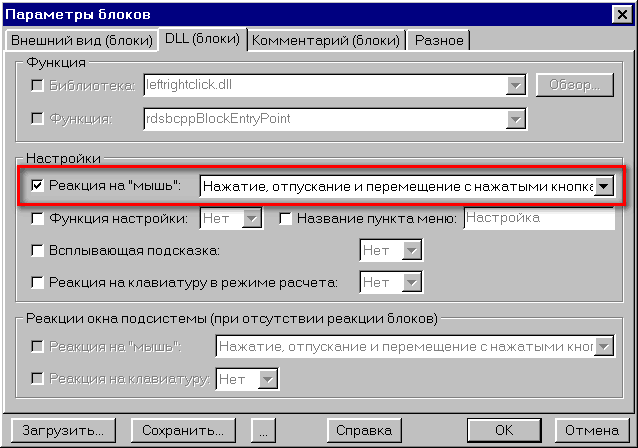 Параметры блоков
Внешний вид (блоки) DLL (блоки) Комментарий (блоки) Разное
Функция
Библиотека: leftrightclick.dll Обзор...
Функция: rdsbcppBlockEntryPoint
Настройки
Реакция на "мышь": Нажатие, отпускание и перемещение с нажатыми кнопка
Функция настройки: Нет Название пункта меню: Настройка
Всплывающая подсказка: Нет
Реакция на клавиатуру в режиме расчета: Нет
Реакции окна подсистемы (при отсутствии реакции блоков)
Реакция на "мышь": Нажатие, отпускание и перемещение с нажатыми кноп
Реакция на клавиатуру: Нет
Загрузить... Сохранить... ... Справка OK Отмена